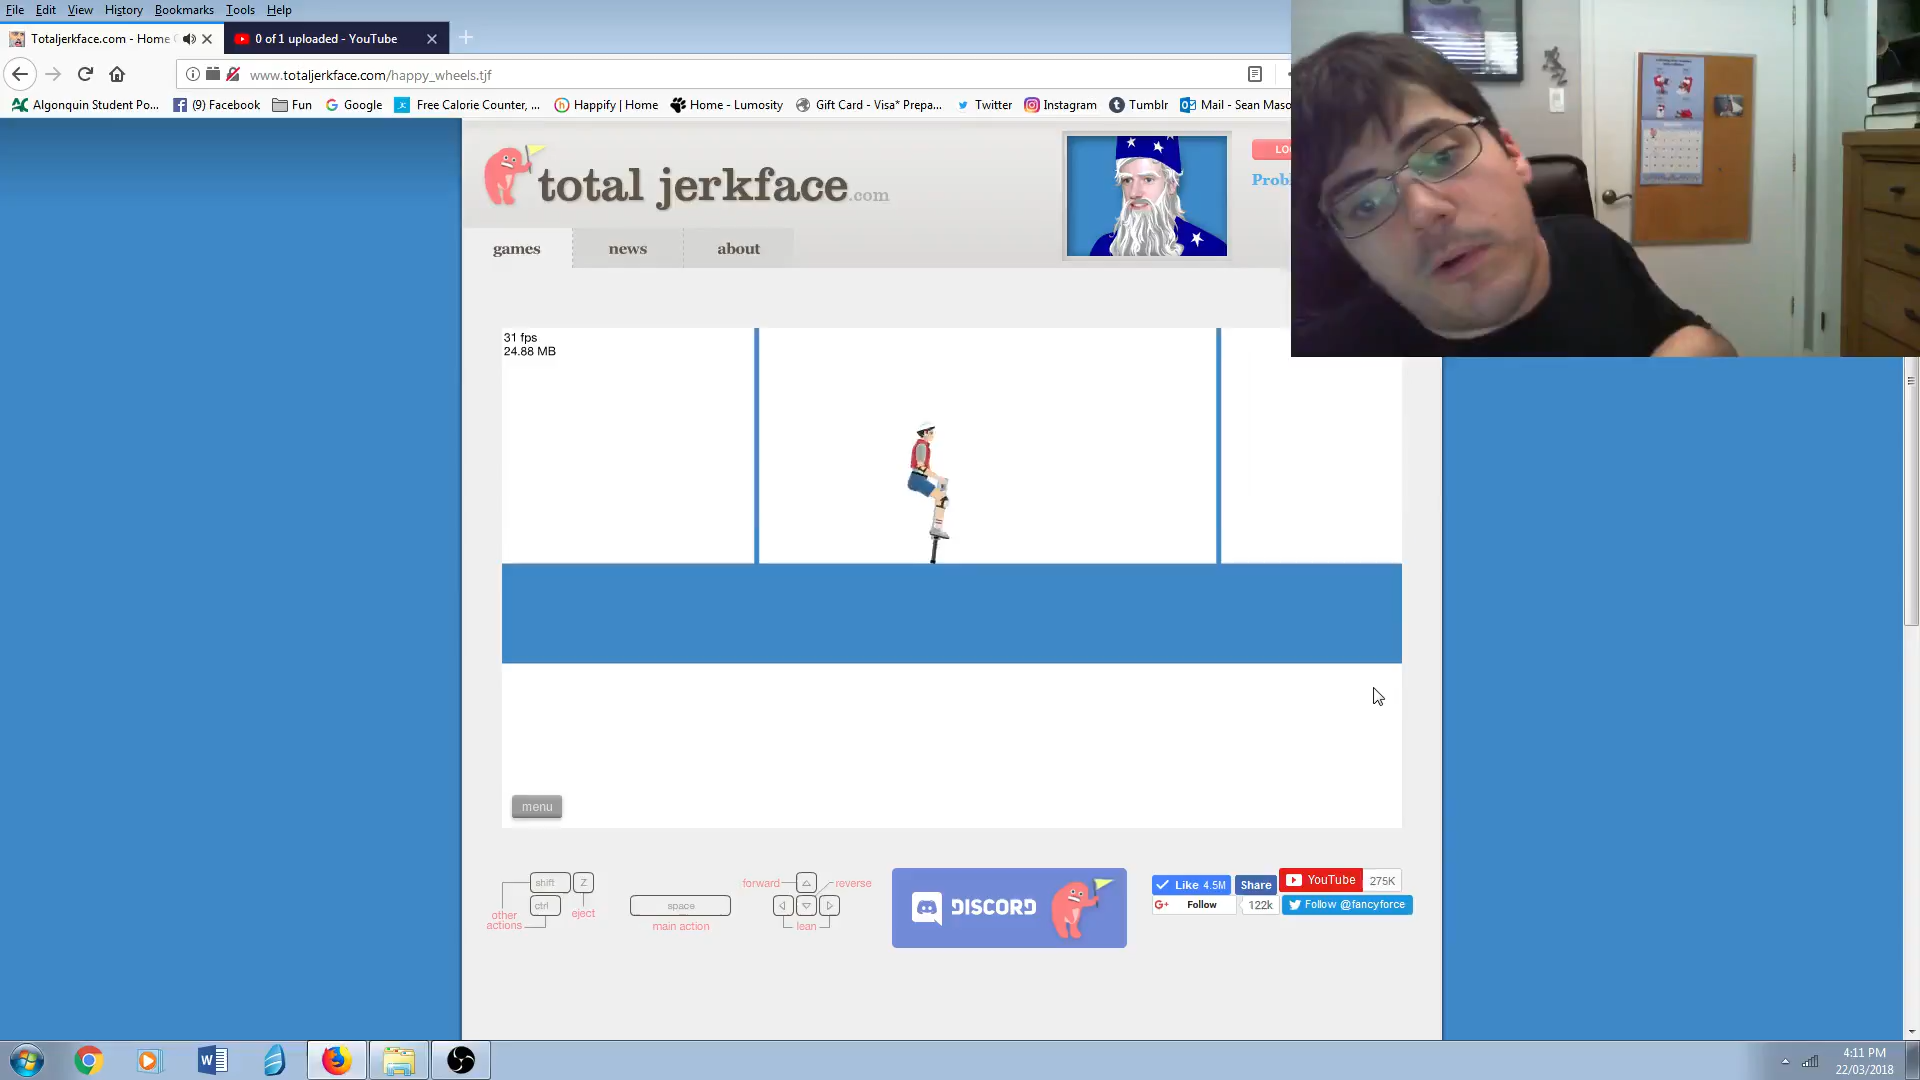 File Edit View History Bookmarks Tools Help
Totaljerkface.com - Home
0 of 1 uploaded - YouTube
www.totaljerkface.com/happy_wheels.tjf
Algonquin Student Po... (9) Facebook Fun Google Free Calorie Counter, ... Happify | Home Home - Lumosity Gift Card - Visa* Prepa... Twitter Instagram Tumblr Mail - Sean Maso
total jerkface.com
LO
Probl
games news about
31 fps
24.88 MB
menu
shift Z
ctrl
other actions
eject
space
main action
forward reverse
lean
DISCORD
Like 4.5M Share YouTube 275K
G+ Follow 122k Follow @fancyforce
4:11 PM
22/03/2018